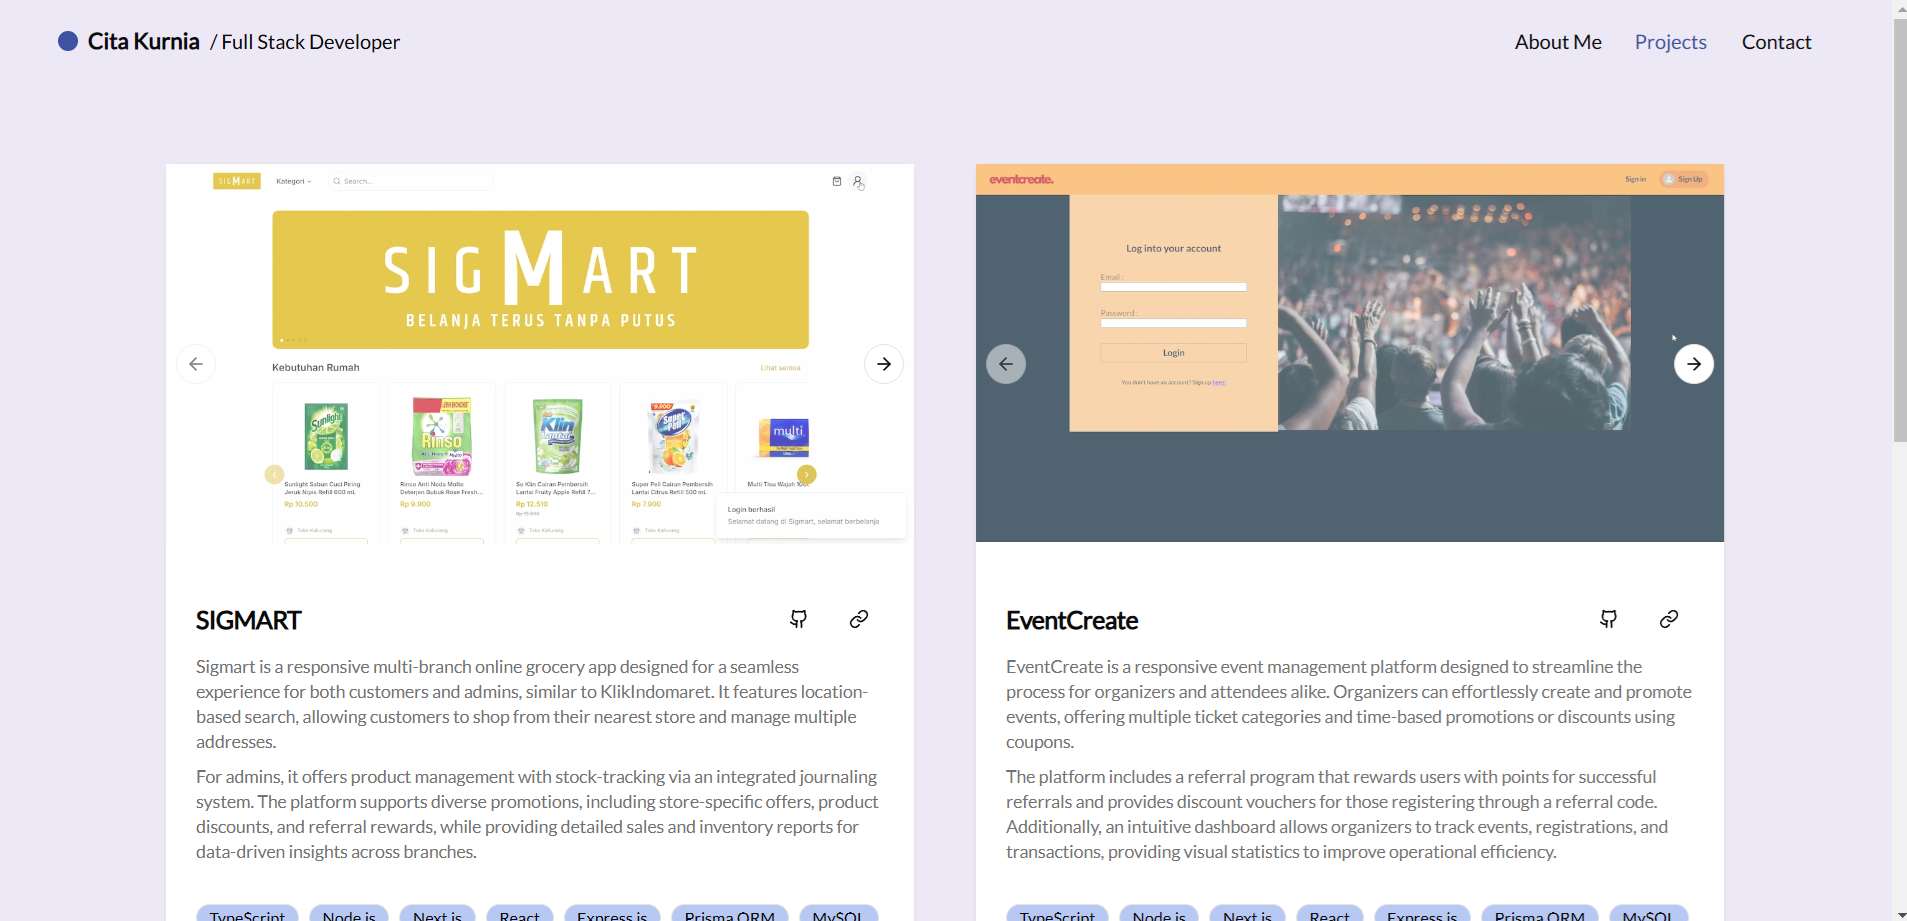 Cita Kurnia / Full Stack Developer
About Me Projects Contact
SIGMART Kategori Search...
SIGMART
BELANJA TERUS TANPA PUTUS
Kebutuhan Rumah Lihat semua
Sunlight
Rinso
Klin
Super Pell
multi
Sunlight Sabun Cuci Piring
Jeruk Nipis Refill 600 mL
Rp 10.500
Toko Kaliurang
Rinso Anti Noda Molto
Deterjen Bubuk Rose Fresh...
Rp 9.900
Toko Kaliurang
So Klin Cairan Pembersih
Lantai Fruity Apple Refill 7...
Rp 12.510
Toko Kaliurang
Super Pell Cairan Pembersih
Lantai Citrus Refill 500 mL
Rp 7.900
Toko Kaliurang
Multi Tisu Wajah
Login berhasil
Selamat datang di Sigmart, selamat berbelanja
SIGMART
Sigmart is a responsive multi-branch online grocery app designed for a seamless
experience for both customers and admins, similar to KlikIndomaret. It features location-
based search, allowing customers to shop from their nearest store and manage multiple
addresses.
For admins, it offers product management with stock-tracking via an integrated journaling
system. The platform supports diverse promotions, including store-specific offers, product
discounts, and referral rewards, while providing detailed sales and inventory reports for
data-driven insights across branches.
TypeScript Node js Next js React Express js Prisma ORM MySQL
eventcreate. Sign in Sign Up
Log into your account
Email :
Password :
Login
You don't have an account? Sign up here!
EventCreate
EventCreate is a responsive event management platform designed to streamline the
process for organizers and attendees alike. Organizers can effortlessly create and promote
events, offering multiple ticket categories and time-based promotions or discounts using
coupons.
The platform includes a referral program that rewards users with points for successful
referrals and provides discount vouchers for those registering through a referral code.
Additionally, an intuitive dashboard allows organizers to track events, registrations, and
transactions, providing visual statistics to improve operational efficiency.
TypeScript Node js Next js React Express js Prisma ORM MySQL